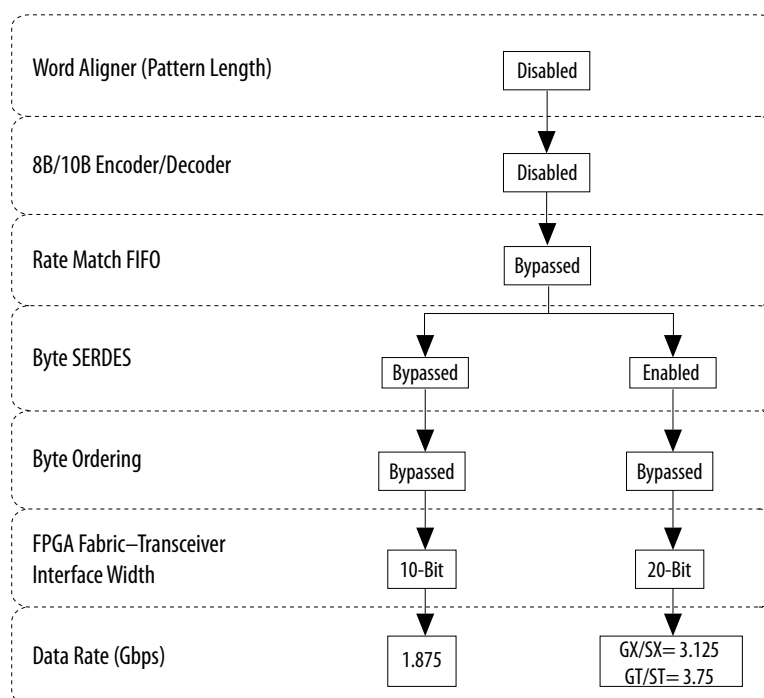 Word Aligner (Pattern Length)
Disabled
8B/10B Encoder/Decoder
Disabled
Rate Match FIFO
Bypassed
Byte SERDES
Bypassed
Enabled
Byte Ordering
Bypassed
Bypassed
FPGA Fabric–Transceiver
Interface Width
10-Bit
20-Bit
Data Rate (Gbps)
1.875
GX/SX= 3.125
GT/ST= 3.75